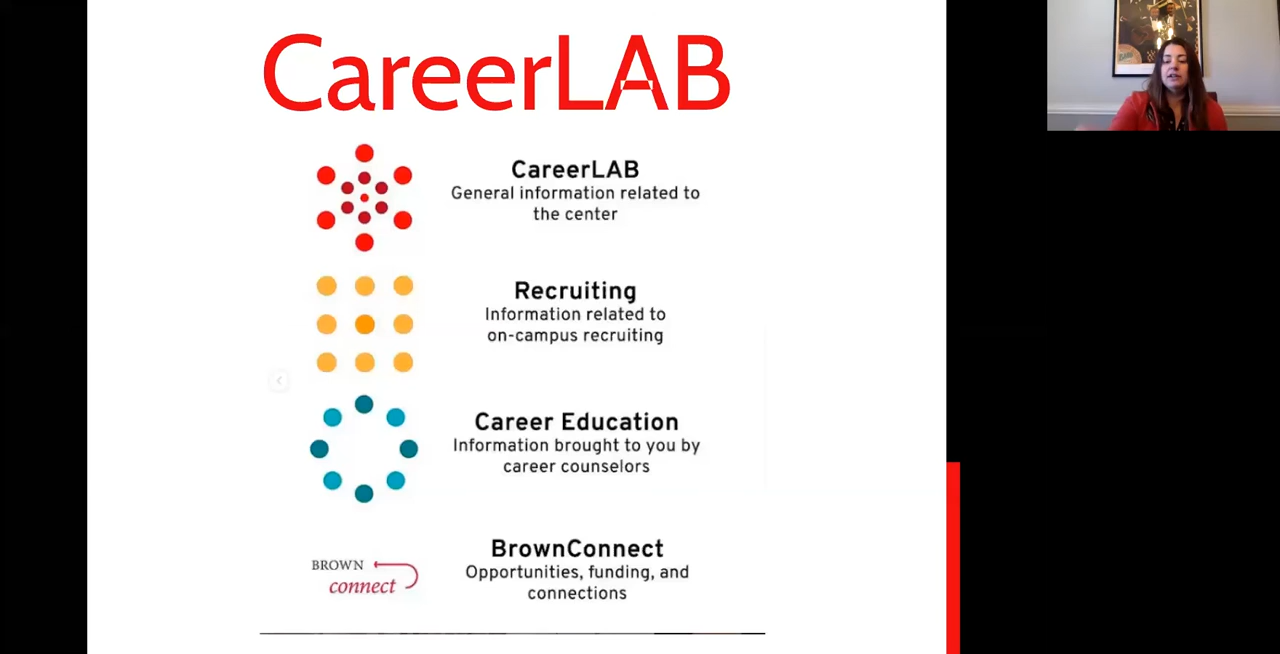 CareerLAB
CareerLAB
General information related to
the center
Recruiting
Information related to
on-campus recruiting
Career Education
Information brought to you by
career counselors
BROWN
connect
BrownConnect
Opportunities, funding, and
connections